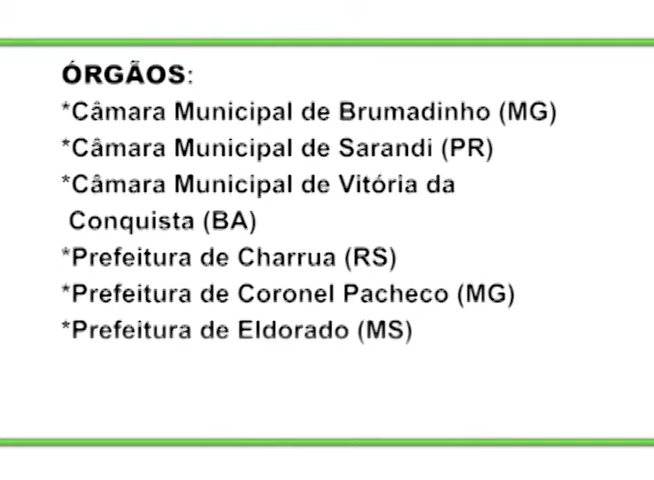 ÓRGÃOS:
*Câmara Municipal de Brumadinho (MG)
*Câmara Municipal de Sarandi (PR)
*Câmara Municipal de Vitória da
Conquista (BA)
*Prefeitura de Charrua (RS)
*Prefeitura de Coronel Pacheco (MG)
*Prefeitura de Eldorado (MS)